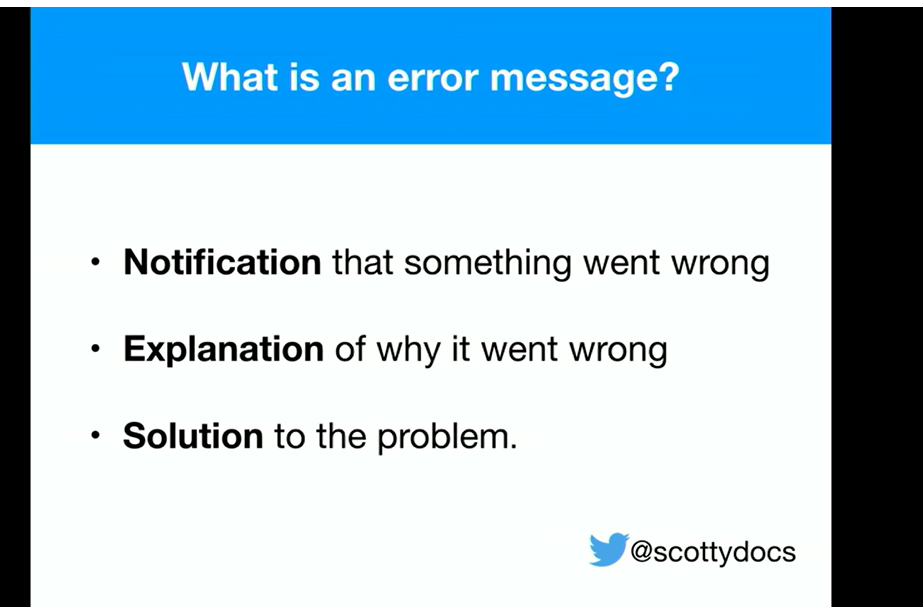 What is an error message?
• Notification that something went wrong
• Explanation of why it went wrong
• Solution to the problem.
@scottydocs